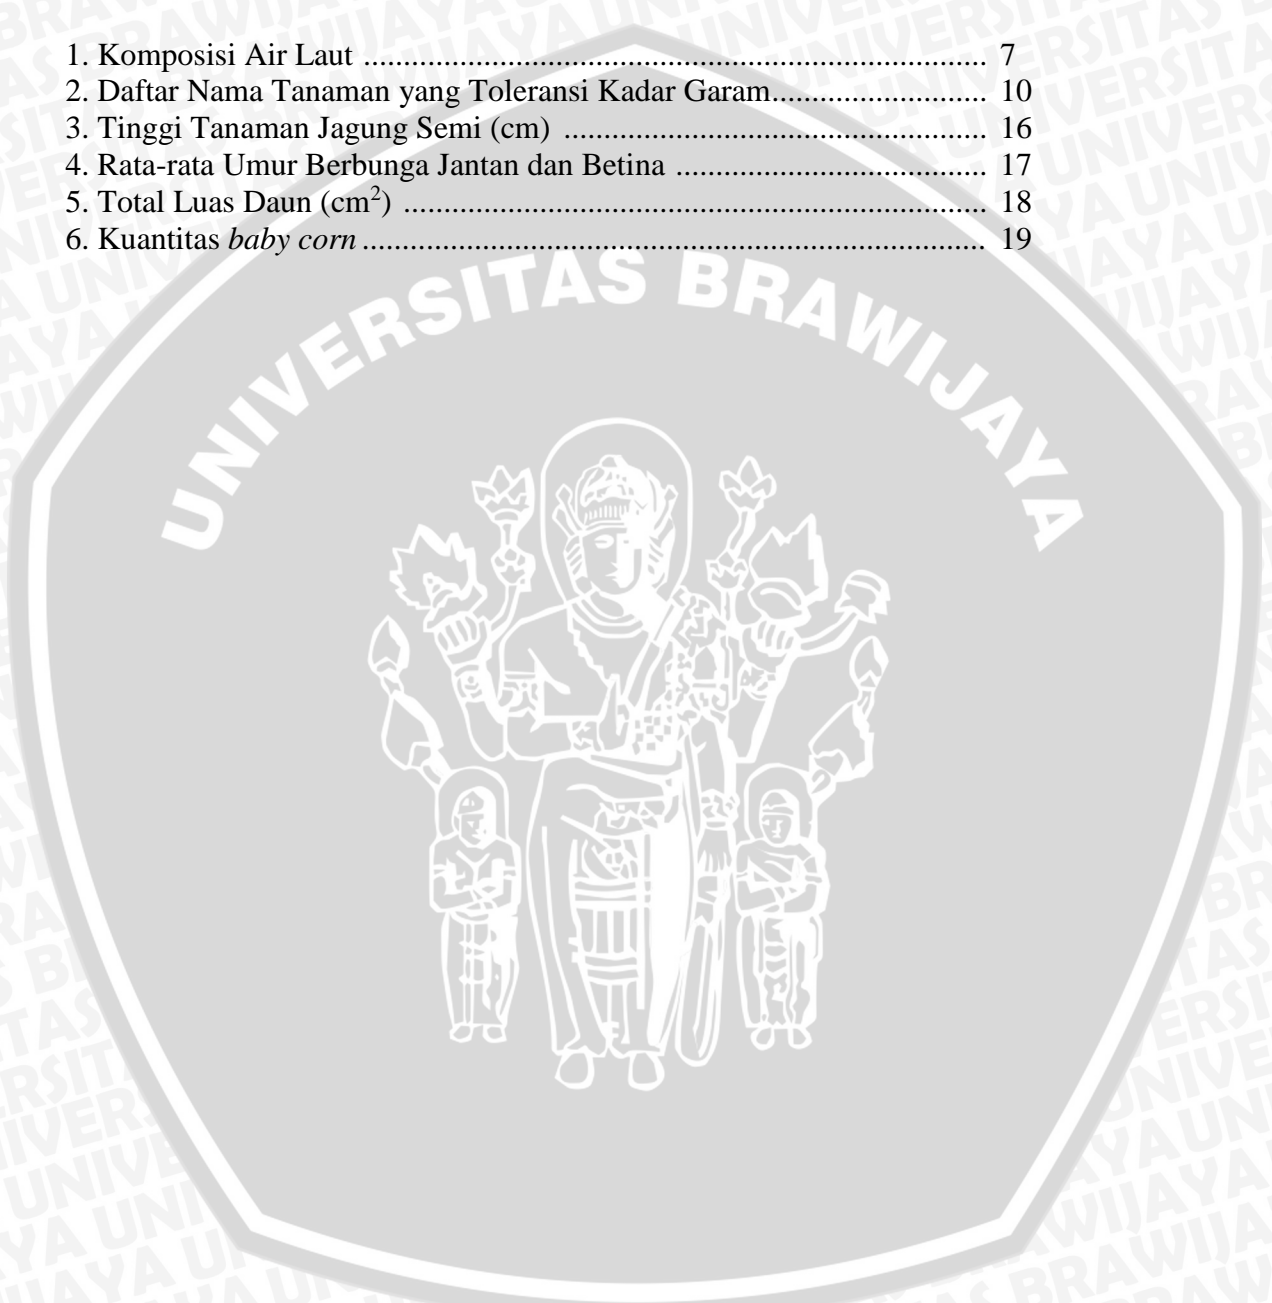 1. Komposisi Air Laut .............................................................................. 7
2. Daftar Nama Tanaman yang Toleransi Kadar Garam........................... 10
3. Tinggi Tanaman Jagung Semi (cm) ..................................................... 16
4. Rata-rata Umur Berbunga Jantan dan Betina ....................................... 17
5. Total Luas Daun (cm²) ......................................................................... 18
6. Kuantitas baby corn .............................................................................. 19
UNIVERSITAS BRAWIJAYA